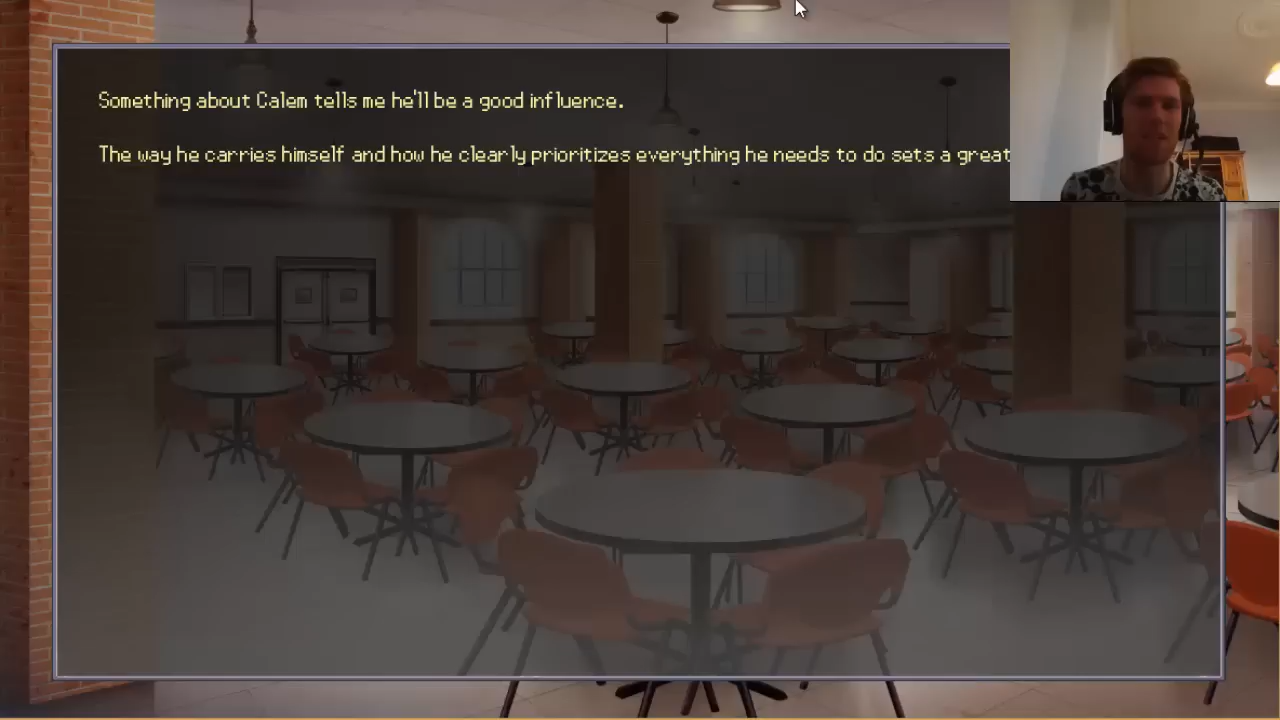 Something about Calem tells me he'll be a good influence.
The way he carries himself and how he clearly prioritizes everything he needs to do sets a great